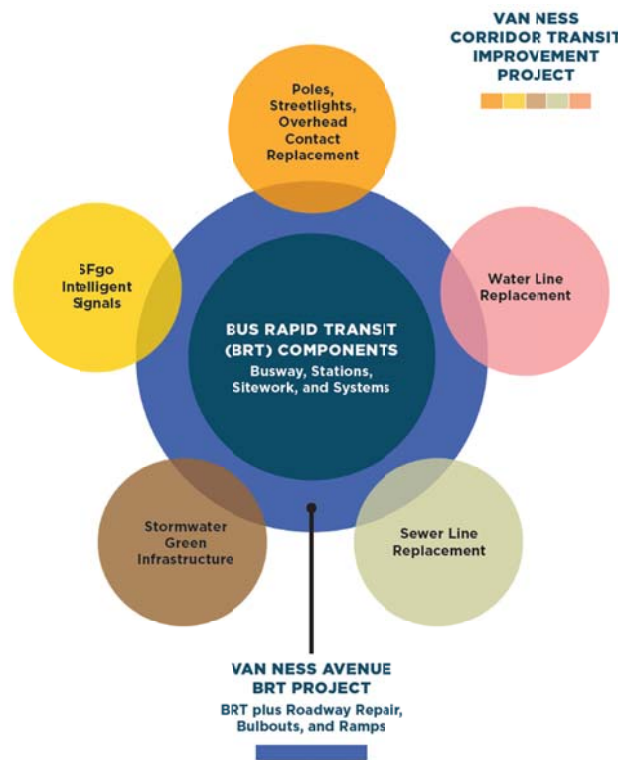 VAN NESS
CORRIDOR TRANSIT
IMPROVEMENT
PROJECT
Poles,
Streetlights,
Overhead
Contact
Replacement
SFgo
Intelligent
Signals
Water Line
Replacement
BUS RAPID TRANSIT
(BRT) COMPONENTS
Busway, Stations,
Sitework, and Systems
Stormwater
Green
Infrastructure
Sewer Line
Replacement
VAN NESS AVENUE
BRT PROJECT
BRT plus Roadway Repair,
Bulbouts, and Ramps